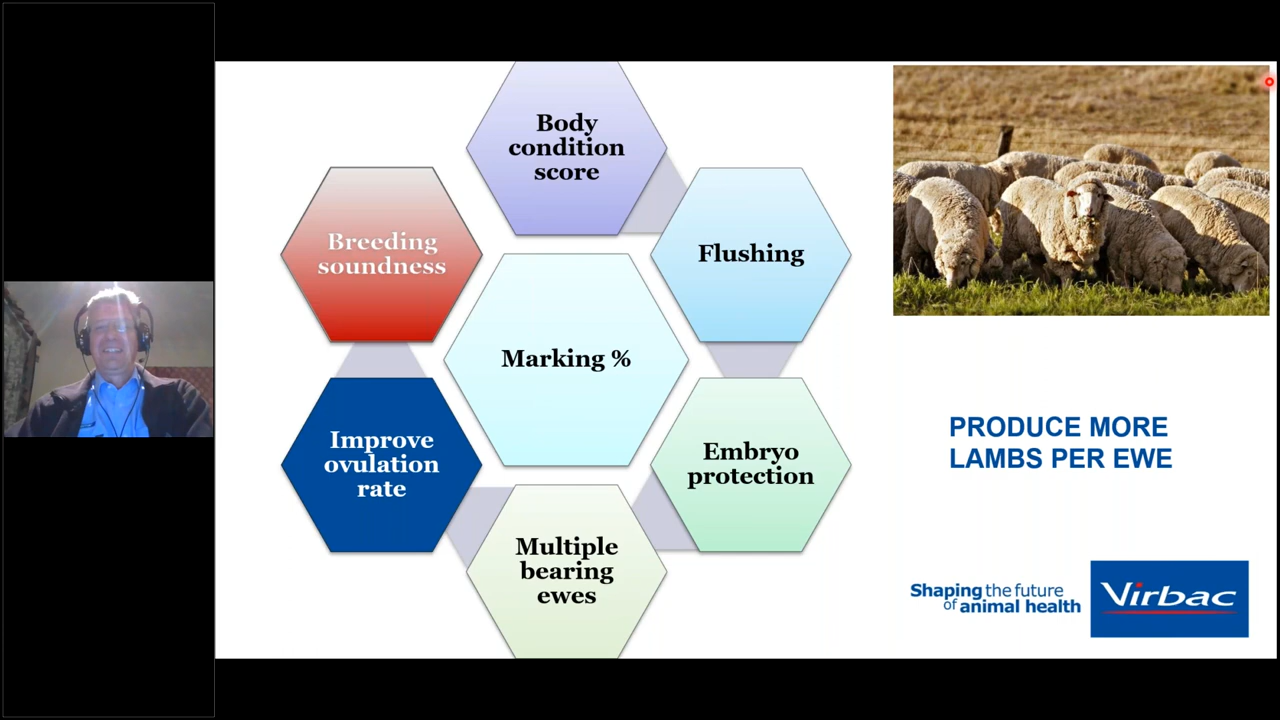 Body
condition
score
Breeding
soundness
Flushing
Marking %
Improve
ovulation
rate
Embryo
protection
Multiple
bearing
ewes
PRODUCE MORE
LAMBS PER EWE
Shaping the future
of animal health
Virbac